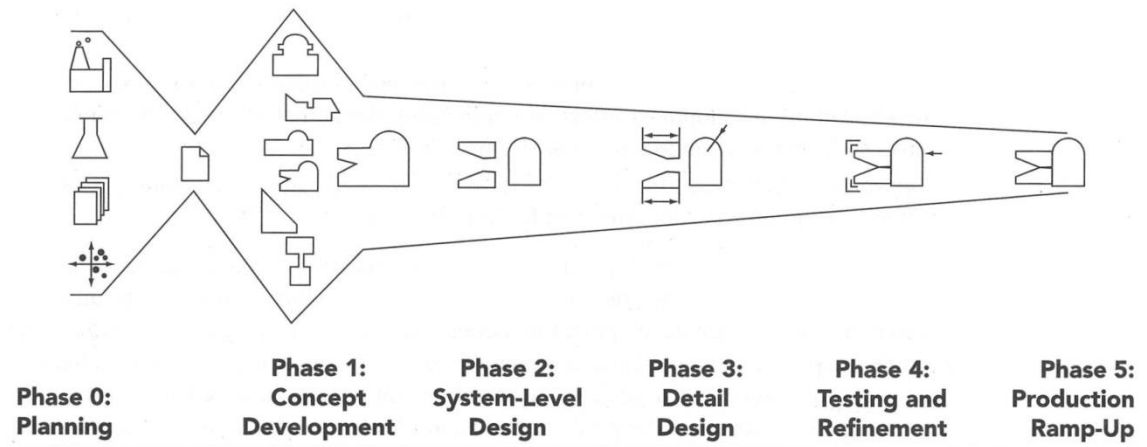 Phase 0:
Planning
Phase 1:
Concept
Development
Phase 2:
System-Level
Design
Phase 3:
Detail
Design
Phase 4:
Testing and
Refinement
Phase 5:
Production
Ramp-Up